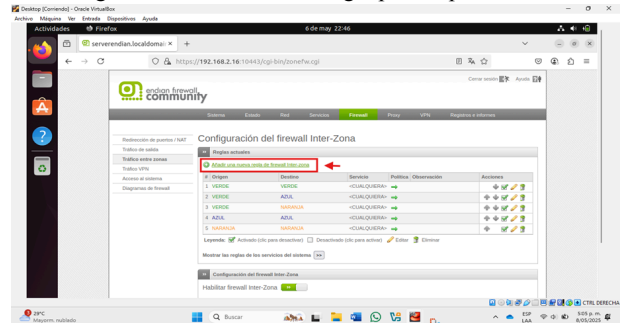 Desktop [Corriendo] - Oracle VirtualBox
Archivo Máquina Ver Entrada Dispositivos Ayuda
Actividades Firefox 6 de may 22:46
serverendian.localdomain ×
https://192.168.2.16:10443/cgi-bin/zonefw.cgi
Cerrar sesión Ayuda
endian firewall
community
Sistema Estado Red Servicios Firewall Proxy VPN Registros e informes
Redirección de puertos / NAT
Tráfico de salida
Tráfico entre zonas
Tráfico VPN
Acceso al sistema
Diagramas de firewall
Configuración del firewall Inter-Zona
Reglas actuales
Añadir una nueva regla de firewall Inter-zona
# Origen Destino Servicio Política Observación Acciones
1 VERDE VERDE <CUALQUIERA>
2 VERDE AZUL <CUALQUIERA>
3 VERDE NARANJA <CUALQUIERA>
4 AZUL AZUL <CUALQUIERA>
5 NARANJA NARANJA <CUALQUIERA>
Leyenda: Activado (clic para desactivar) Desactivado (clic para activar) Editar Eliminar
Mostrar las reglas de los servicios del sistema >>
Configuración del firewall Inter-Zona
Habilitar firewall Inter-Zona
CTRL DERECHA
29°C
Mayorm. nublado
Buscar
ESP
LAA
5:05 p. m.
8/05/2025